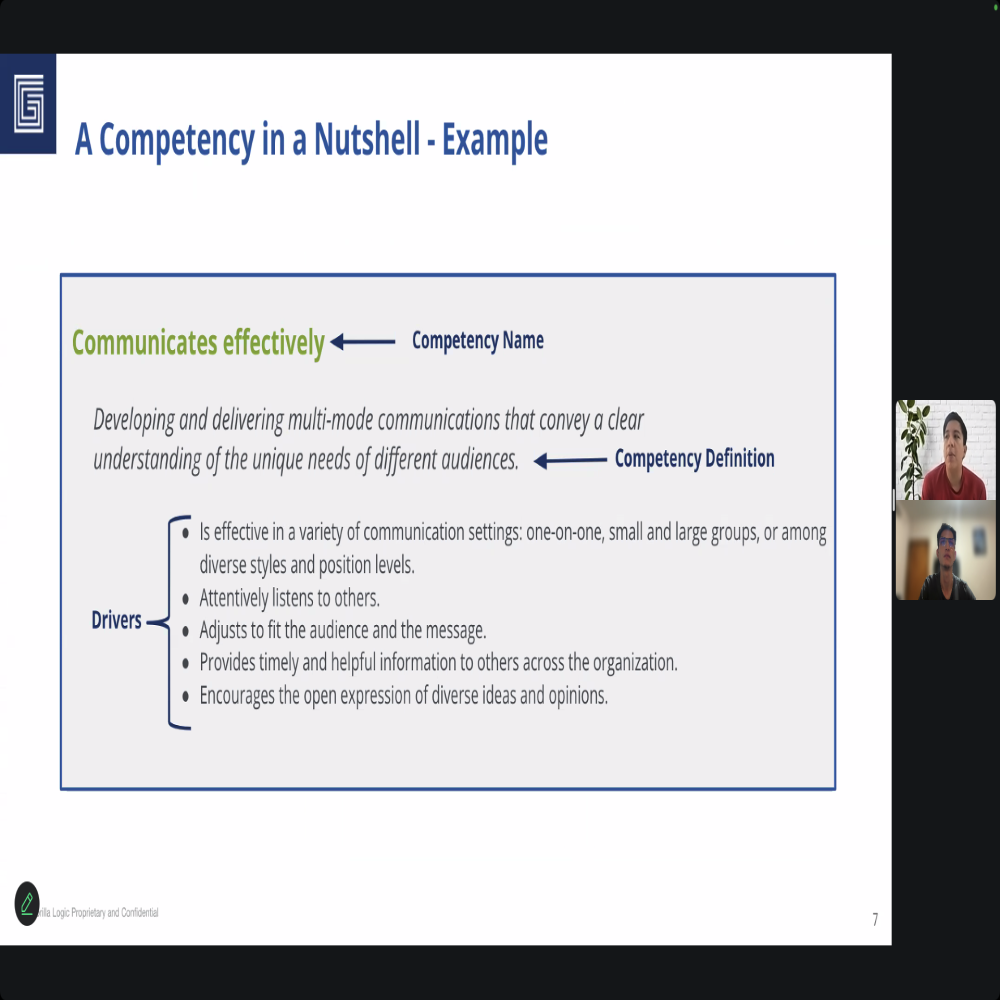 A Competency in a Nutshell - Example
Communicates effectively
Competency Name
Developing and delivering multi-mode communications that convey a clear
understanding of the unique needs of different audiences.
Competency Definition
Drivers
Is effective in a variety of communication settings: one-on-one, small and large groups, or among
diverse styles and position levels.
Attentively listens to others.
Adjusts to fit the audience and the message.
Provides timely and helpful information to others across the organization.
Encourages the open expression of diverse ideas and opinions.
Logic Proprietary and Confidential
7